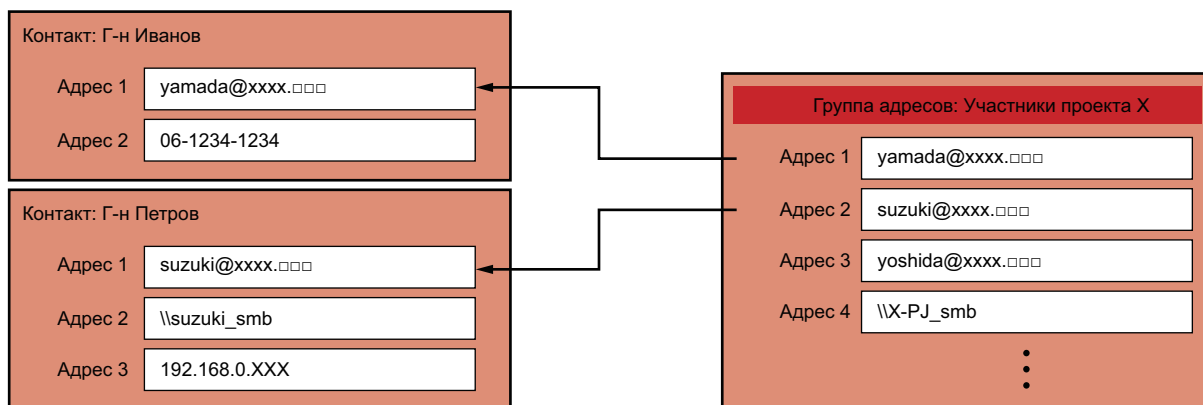 Контакт: Г-н Иванов
Адрес 1 yamada@xxxx.□□□
Адрес 2 06-1234-1234
Контакт: Г-н Петров
Адрес 1 suzuki@xxxx.□□□
Адрес 2 \\suzuki_smb
Адрес 3 192.168.0.XXX
Группа адресов: Участники проекта X
Адрес 1 yamada@xxxx.□□□
Адрес 2 suzuki@xxxx.□□□
Адрес 3 yoshida@xxxx.□□□
Адрес 4 \\X-PJ_smb